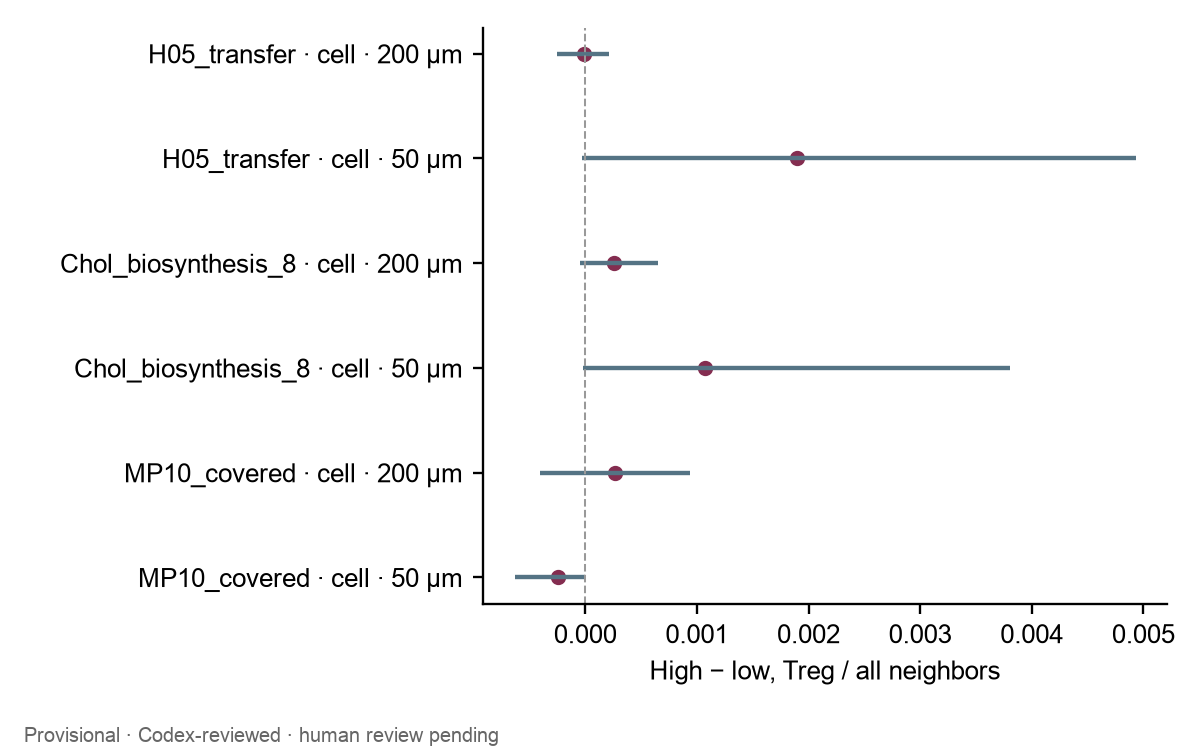 H05_transfer · cell · 200 µm
H05_transfer · cell · 50 µm
Chol_biosynthesis_8 · cell · 200 µm
Chol_biosynthesis_8 · cell · 50 µm
MP10_covered · cell · 200 µm
MP10_covered · cell · 50 µm
0.000 0.001 0.002 0.003 0.004 0.005
High − low, Treg / all neighbors
Provisional · Codex-reviewed · human review pending